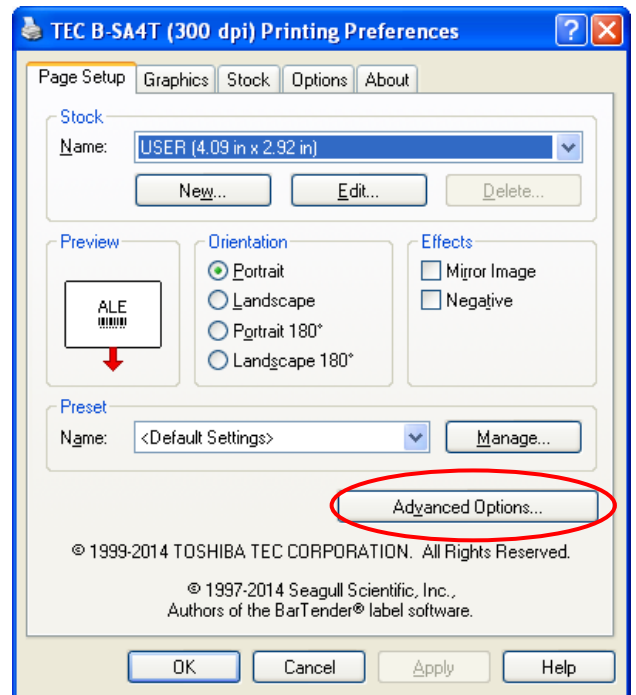 TEC B-SA4T (300 dpi) Printing Preferences
Page Setup Graphics Stock Options About
Stock
Name: USER (4.09 in x 2.92 in)
New... Edit... Delete...
Preview Orientation Effects
Portrait Mirror Image
Landscape Negative
Portrait 180°
Landscape 180°
ALE
Preset
Name: <Default Settings> Manage...
Advanced Options...
© 1999-2014 TOSHIBA TEC CORPORATION. All Rights Reserved.
© 1997-2014 Seagull Scientific, Inc.,
Authors of the BarTender® label software.
OK Cancel Apply Help